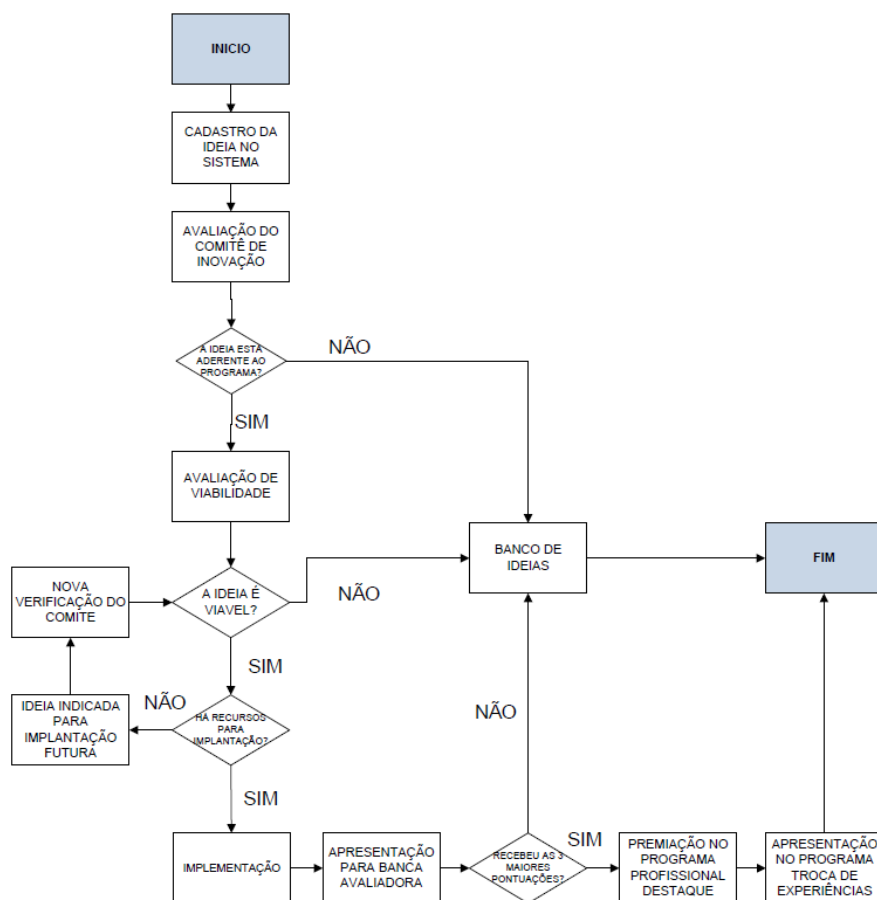 INICIO
CADASTRO DA
IDEIA NO
SISTEMA
AVALIAÇÃO DO
COMITÊ DE
INOVAÇÃO
A IDEIA ESTÁ
ADERENTE AO
PROGRAMA?
NÃO
SIM
AVALIAÇÃO DE
VIABILIDADE
BANCO DE
IDEIAS
FIM
NOVA
VERIFICAÇÃO DO
COMITE
A IDEIA É
VIAVEL?
NÃO
SIM
IDEIA INDICADA
PARA
IMPLANTAÇÃO
FUTURA
NÃO
HÁ RECURSOS
PARA
IMPLANTAÇÃO?
NÃO
SIM
IMPLEMENTAÇÃO
APRESENTAÇÃO
PARA BANCA
AVALIADORA
RECEBEU AS 3
MAIORES
PONTUAÇÕES?
SIM
PREMIAÇÃO NO
PROGRAMA
PROFISSIONAL
DESTAQUE
APRESENTAÇÃO
NO PROGRAMA
TROCA DE
EXPERIÊNCIAS